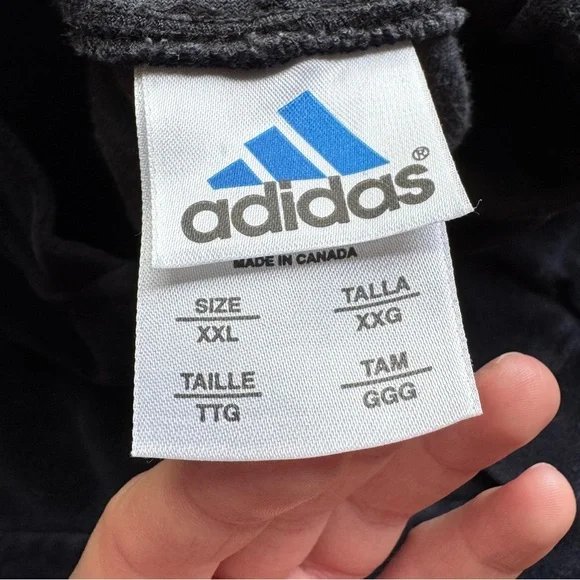 adidas®
MADE IN CANADA
SIZE
XXL
TALLA
XXG
TAILLE
TTG
TAM
GGG